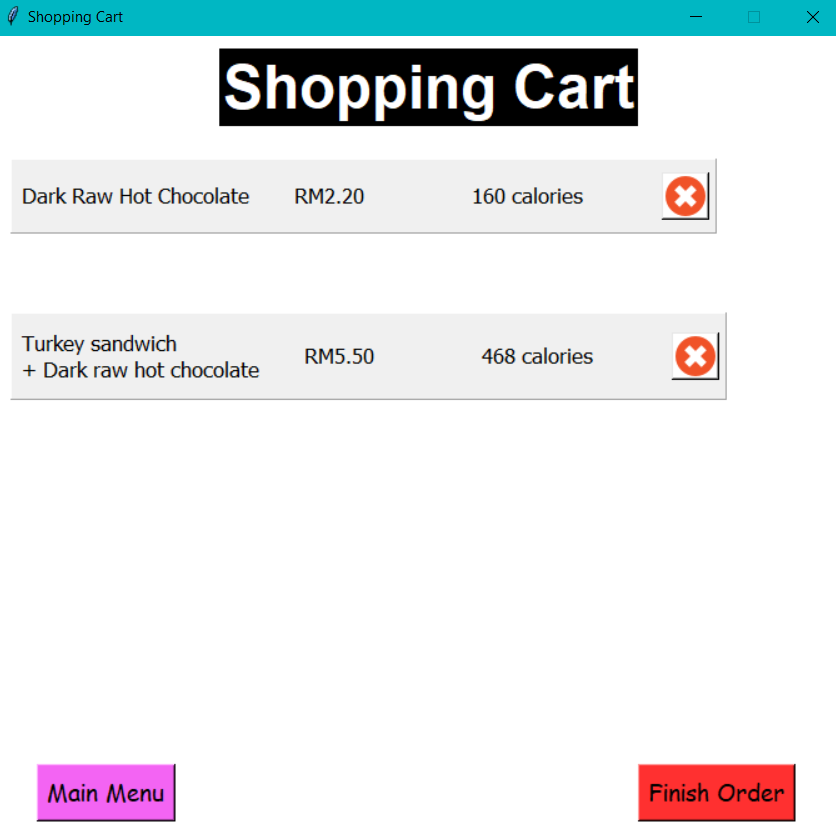 Shopping Cart
Shopping Cart
Dark Raw Hot Chocolate RM2.20 160 calories
Turkey sandwich
+ Dark raw hot chocolate RM5.50 468 calories
Main Menu Finish Order